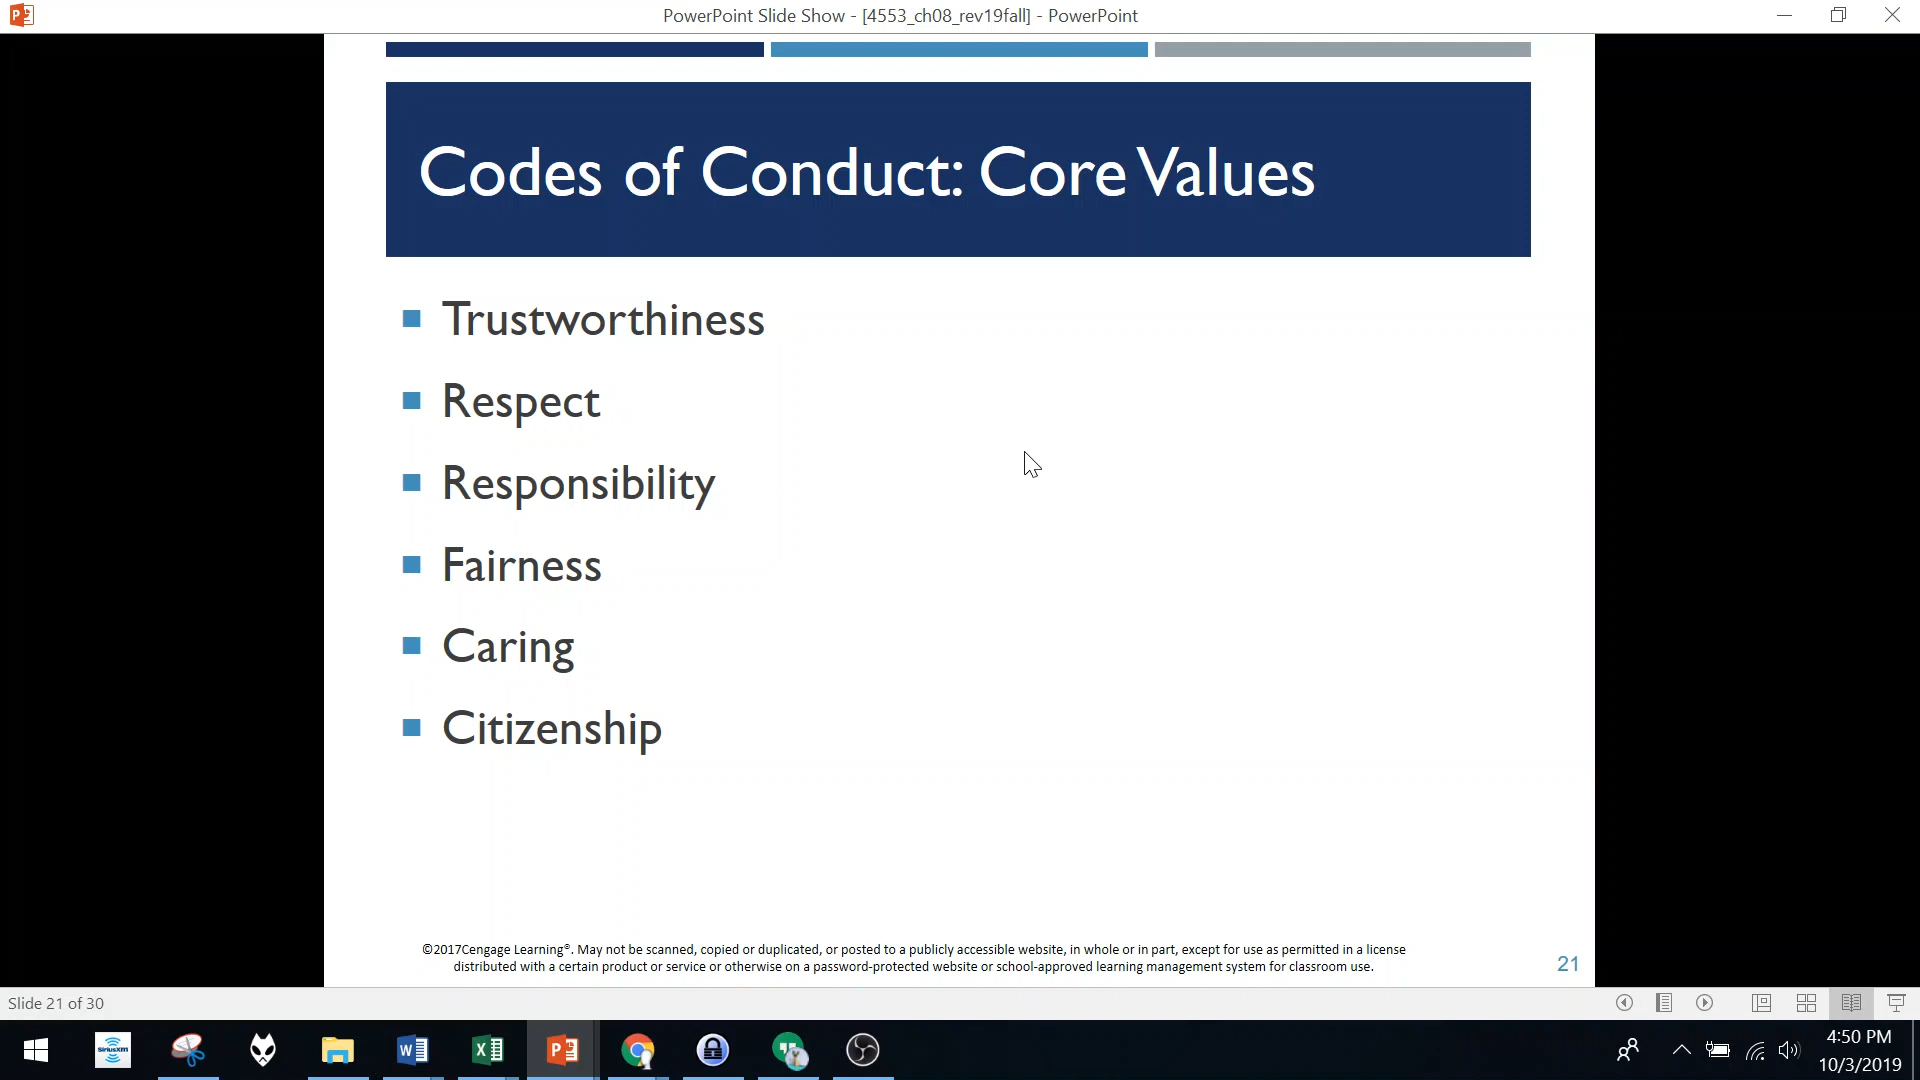 PowerPoint Slide Show - [4553_ch08_rev19fall] - PowerPoint
Codes of Conduct: Core Values
Trustworthiness
Respect
Responsibility
Fairness
Caring
Citizenship
©2017Cengage Learning®. May not be scanned, copied or duplicated, or posted to a publicly accessible website, in whole or in part, except for use as permitted in a license
distributed with a certain product or service or otherwise on a password-protected website or school-approved learning management system for classroom use.
21
Slide 21 of 30
SiriusXM
4:50 PM
10/3/2019